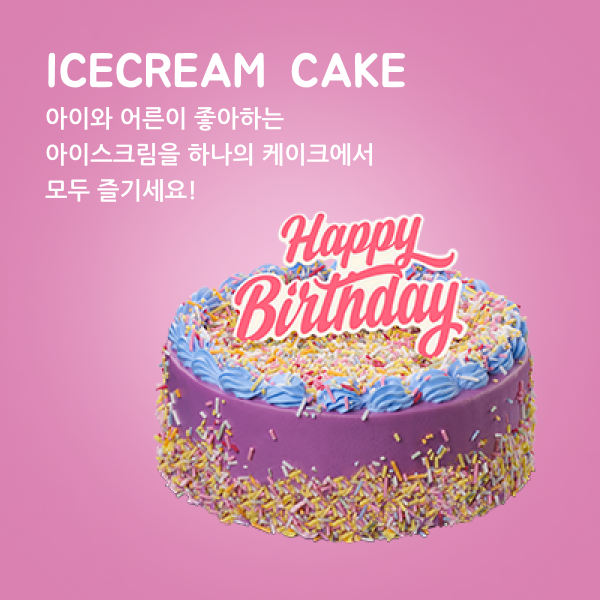 ICECREAM CAKE
아이와 어른이 좋아하는
아이스크림을 하나의 케이크에서
모두 즐기세요!
Happy
Birthday